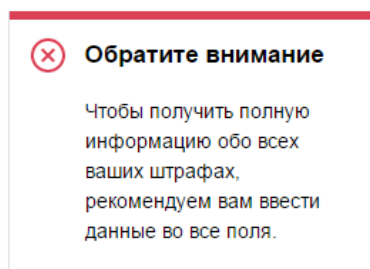 Обратите внимание
Чтобы получить полную
информацию обо всех
ваших штрафах,
рекомендуем вам ввести
данные во все поля.